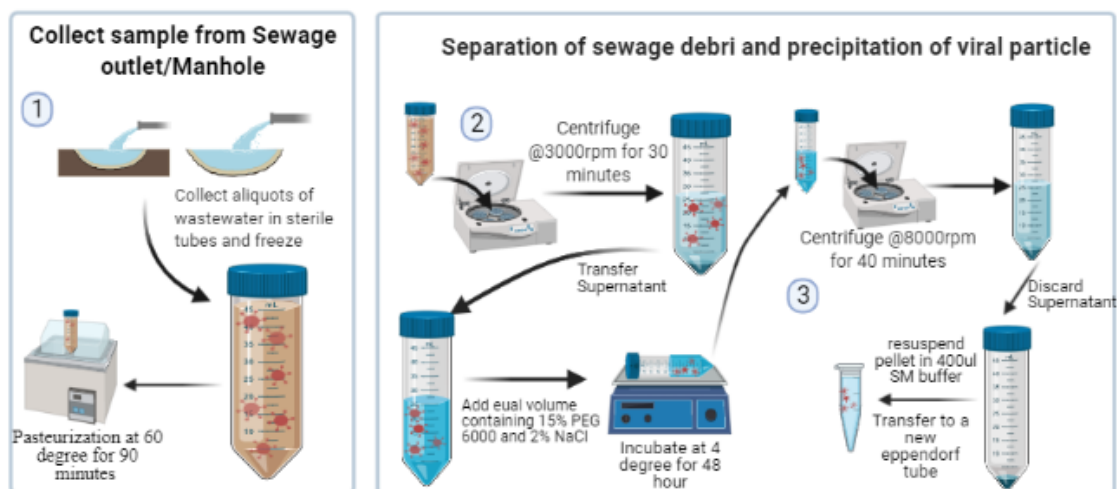 Collect sample from Sewage
outlet/Manhole
1
Collect aliquots of
wastewater in sterile
tubes and freeze
Pasteurization at 60
degree for 90
minutes
Separation of sewage debri and precipitation of viral particle
2
Centrifuge
@3000rpm for 30
minutes
Transfer
Supernatant
Add eual volume
containing 15% PEG
6000 and 2% NaCl
Incubate at 4
degree for 48
hour
Centrifuge @8000rpm
for 40 minutes
3
Discard
Supernatant
resuspend
pellet in 400ul
SM buffer
Transfer to a
new
eppendorf
tube